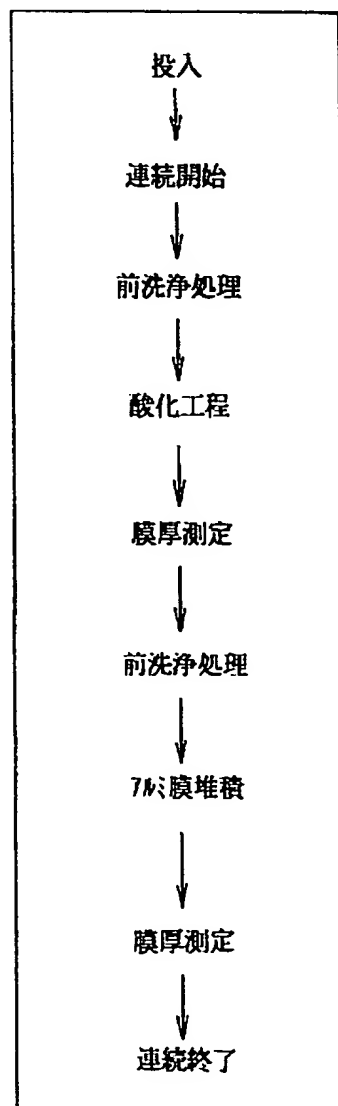 投入
連続開始
前洗浄処理
酸化工程
膜厚測定
前洗浄処理
ｱﾙﾐ膜堆積
膜厚測定
連続終了